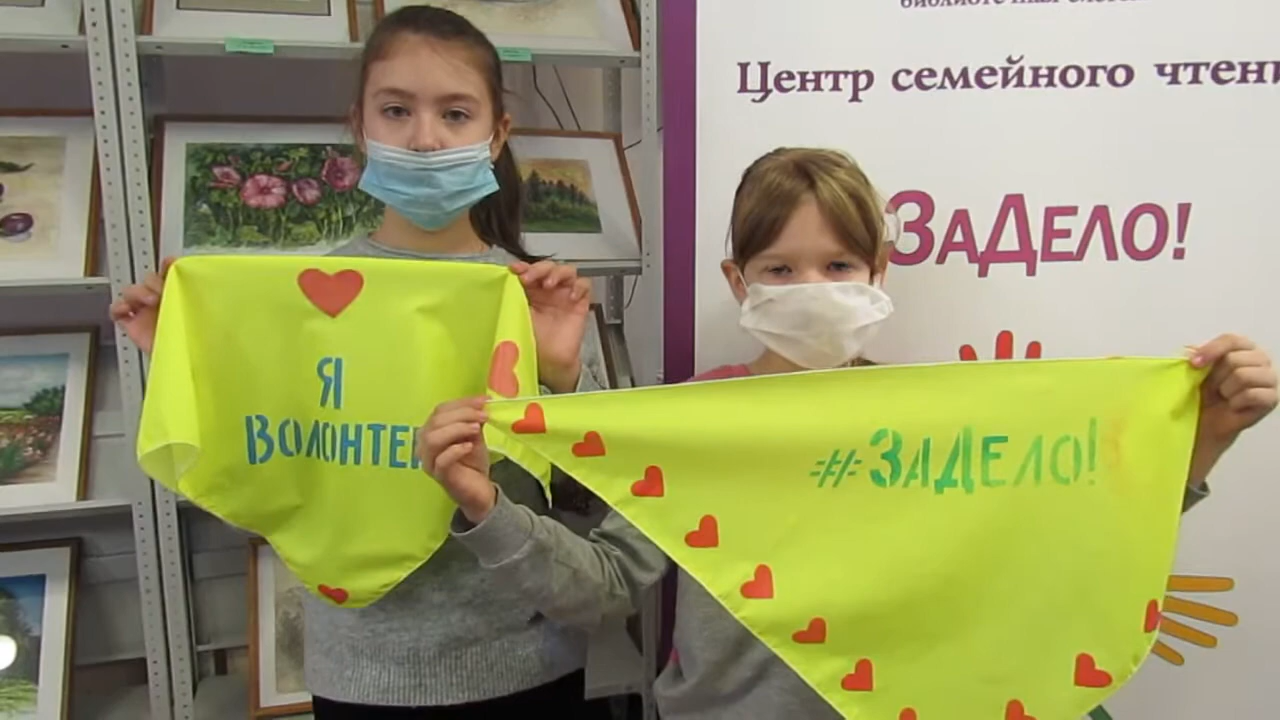 Центр семейного чтени
ЗаДело!
Я
Волонте
#ЗаДело!